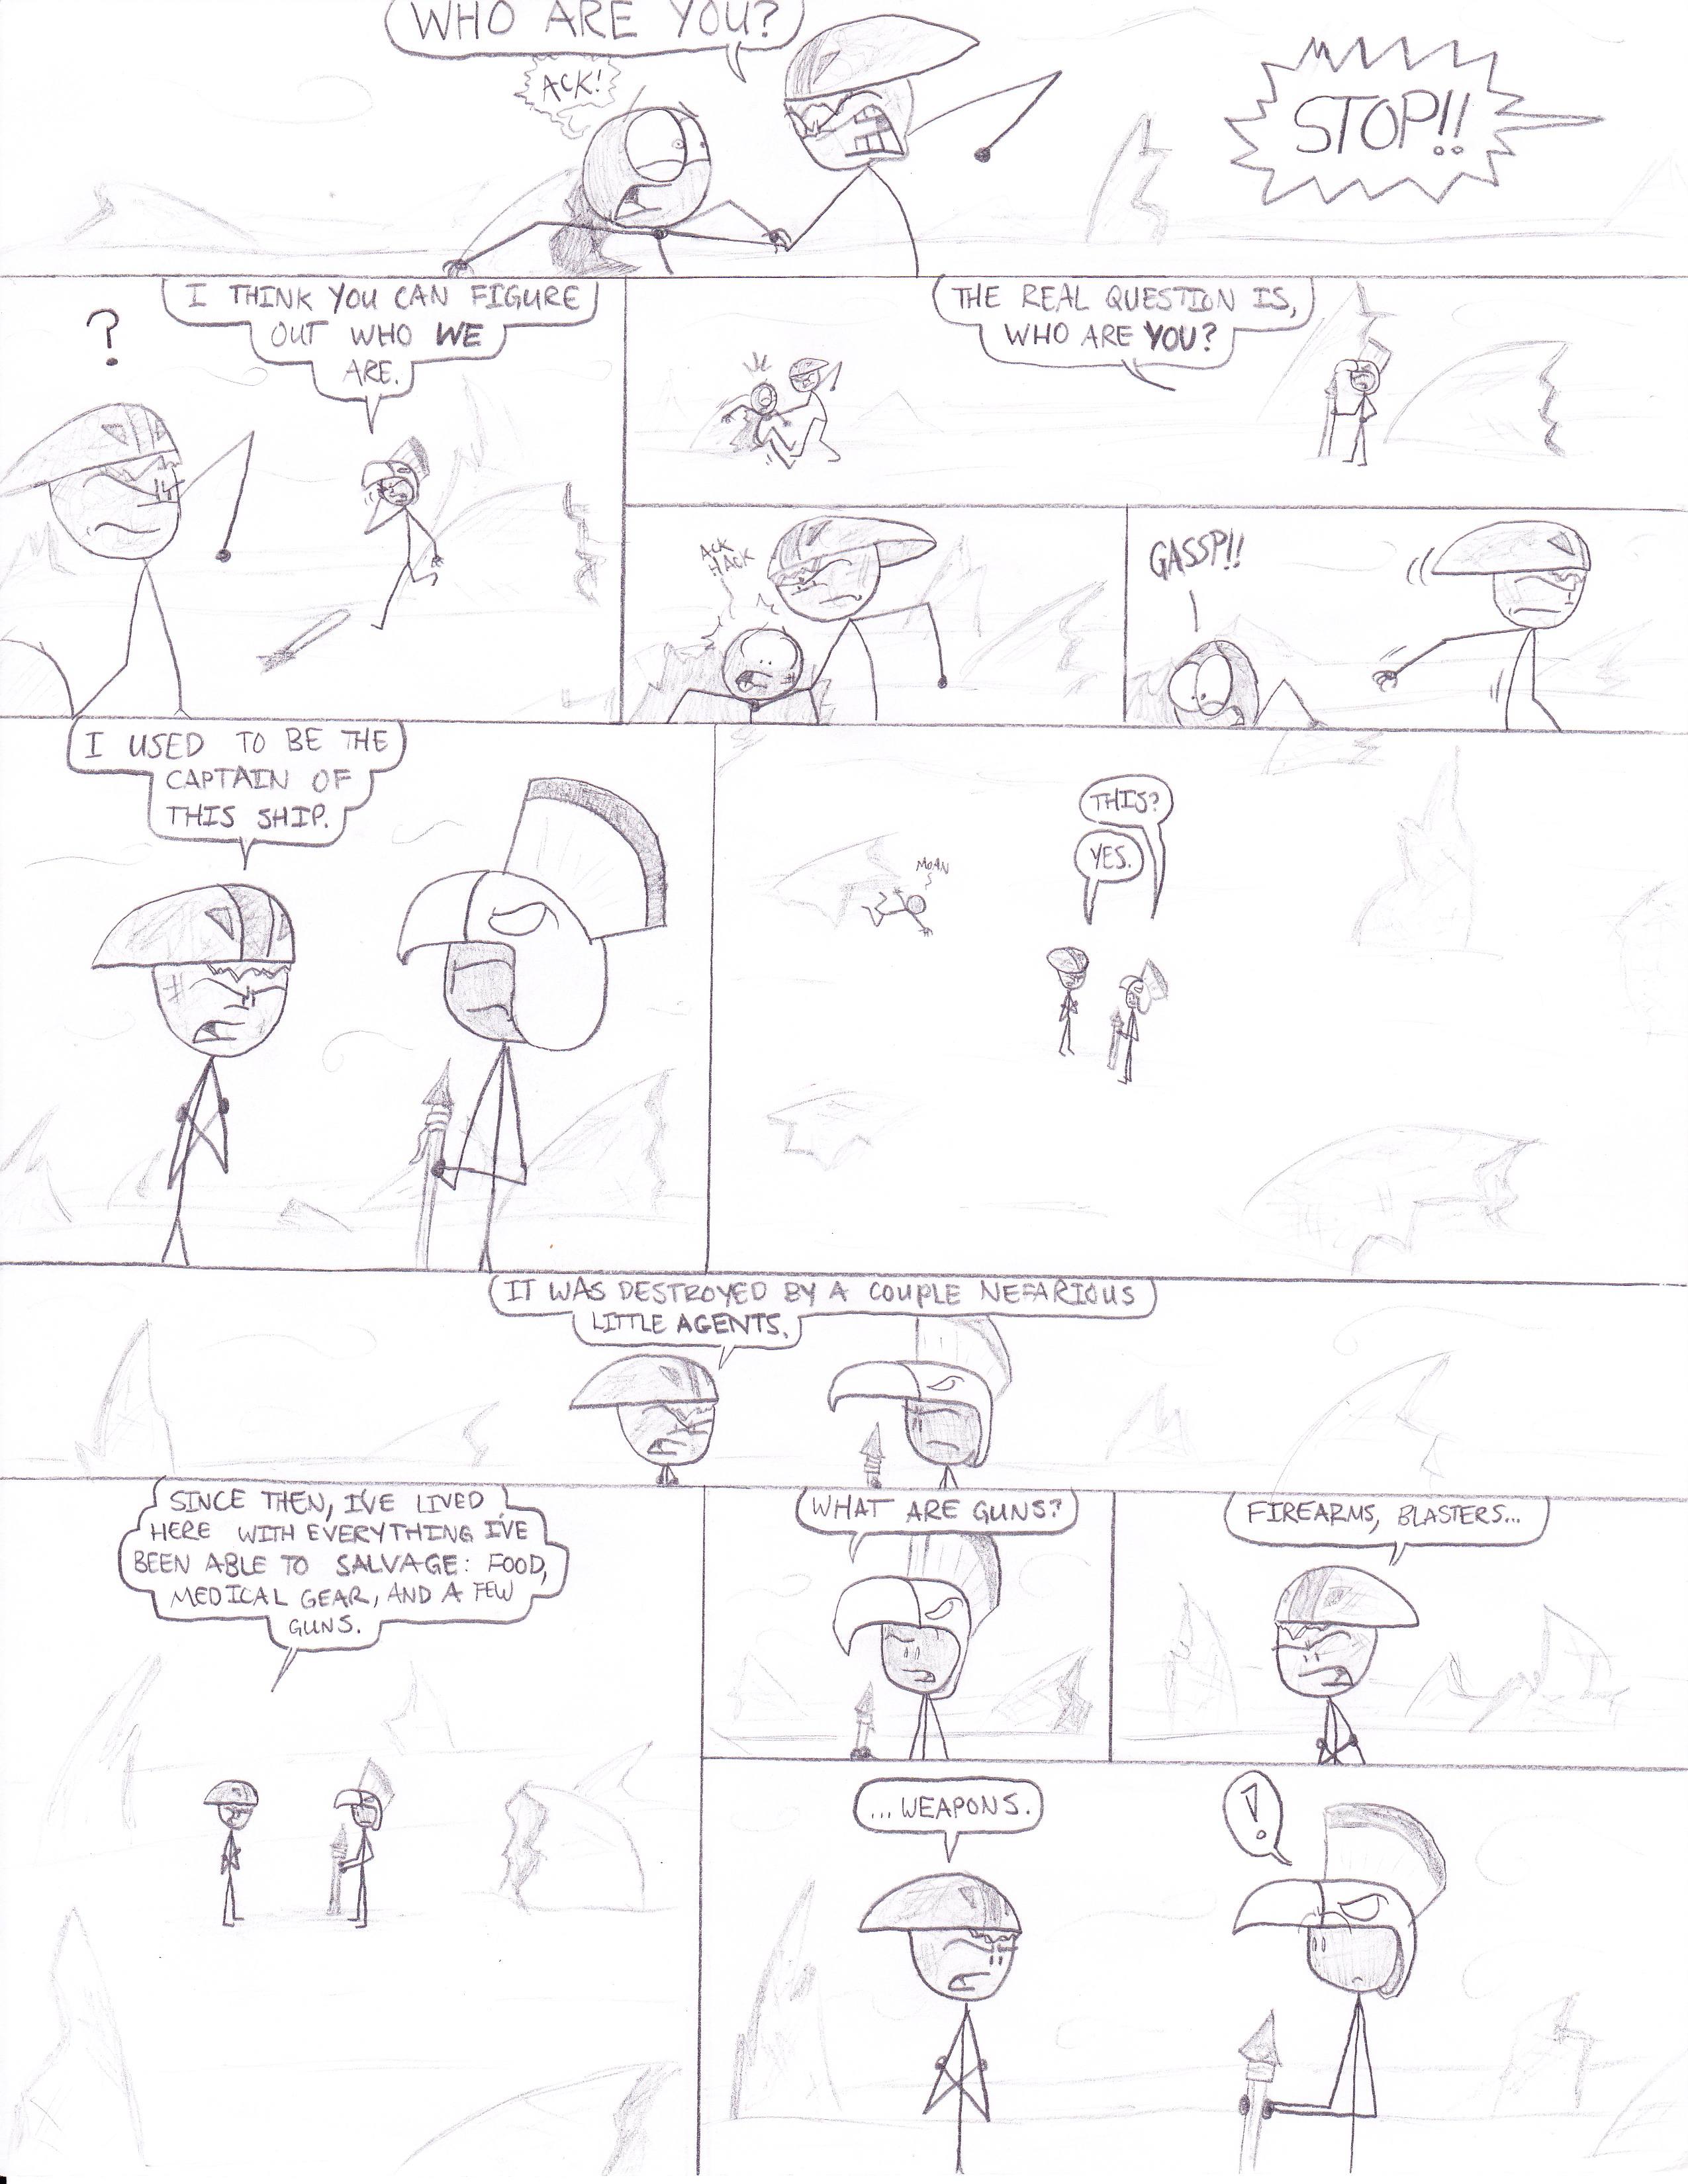 WHO ARE YOU?
ACK!
STOP!!
?
I THINK YOU CAN FIGURE
OUT WHO WE
ARE.
THE REAL QUESTION IS,
WHO ARE YOU?
ACK
HACK
GASSP!!
I USED TO BE THE
CAPTAIN OF
THIS SHIP.
THIS?
YES.
MOAN
IT WAS DESTROYED BY A COUPLE NEFARIOUS
LITTLE AGENTS.
SINCE THEN, I'VE LIVED
HERE WITH EVERYTHING I'VE
BEEN ABLE TO SALVAGE: FOOD,
MEDICAL GEAR, AND A FEW
GUNS.
WHAT ARE GUNS?
FIREARMS, BLASTERS...
...WEAPONS.
!